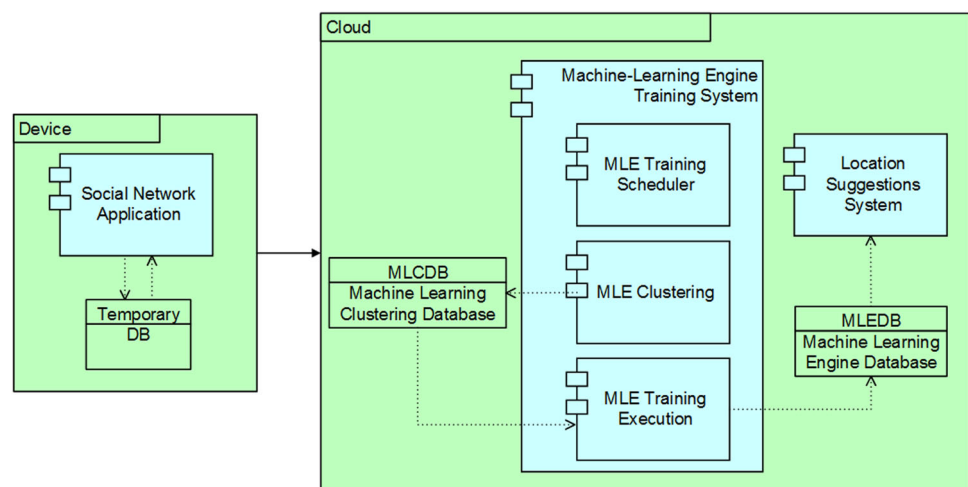 Cloud
Machine-Learning Engine
Training System
Device
MLE Training
Scheduler
Location
Suggestions
System
Social Network
Application
MLCDB
Machine Learning
Clustering Database
MLE Clustering
Temporary
DB
MLEDB
Machine Learning
Engine Database
MLE Training
Execution